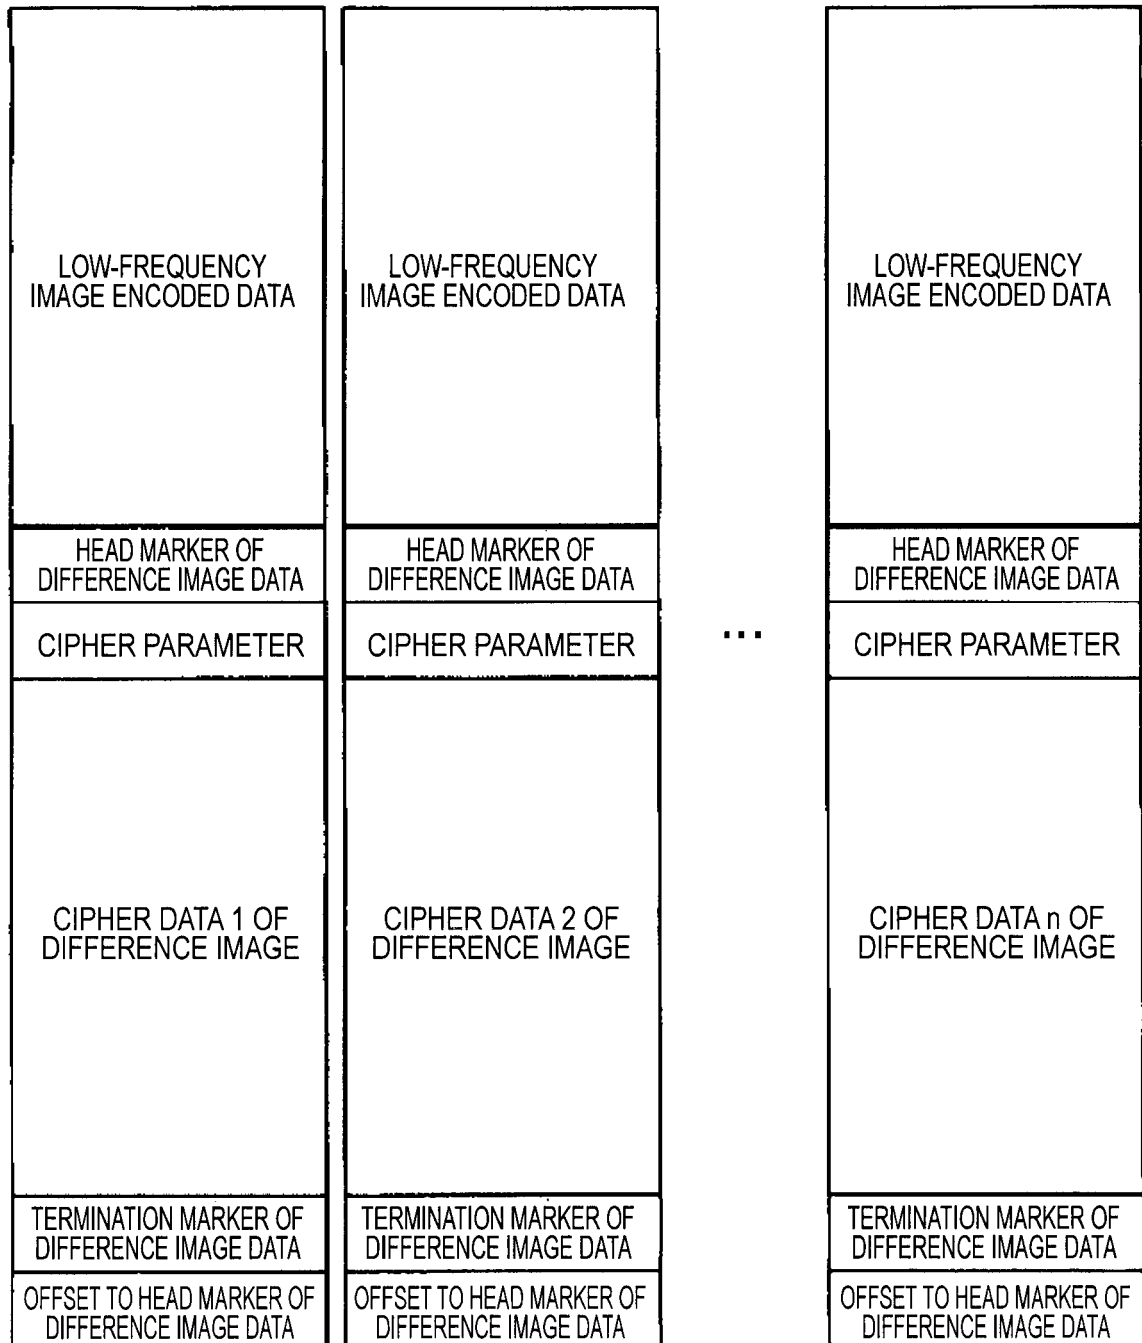 LOW-FREQUENCY
IMAGE ENCODED DATA
HEAD MARKER OF
DIFFERENCE IMAGE DATA
CIPHER PARAMETER
CIPHER DATA 1 OF
DIFFERENCE IMAGE
TERMINATION MARKER OF
DIFFERENCE IMAGE DATA
OFFSET TO HEAD MARKER OF
DIFFERENCE IMAGE DATA
LOW-FREQUENCY
IMAGE ENCODED DATA
HEAD MARKER OF
DIFFERENCE IMAGE DATA
CIPHER PARAMETER
CIPHER DATA 2 OF
DIFFERENCE IMAGE
TERMINATION MARKER OF
DIFFERENCE IMAGE DATA
OFFSET TO HEAD MARKER OF
DIFFERENCE IMAGE DATA
...
LOW-FREQUENCY
IMAGE ENCODED DATA
HEAD MARKER OF
DIFFERENCE IMAGE DATA
CIPHER PARAMETER
CIPHER DATA n OF
DIFFERENCE IMAGE
TERMINATION MARKER OF
DIFFERENCE IMAGE DATA
OFFSET TO HEAD MARKER OF
DIFFERENCE IMAGE DATA